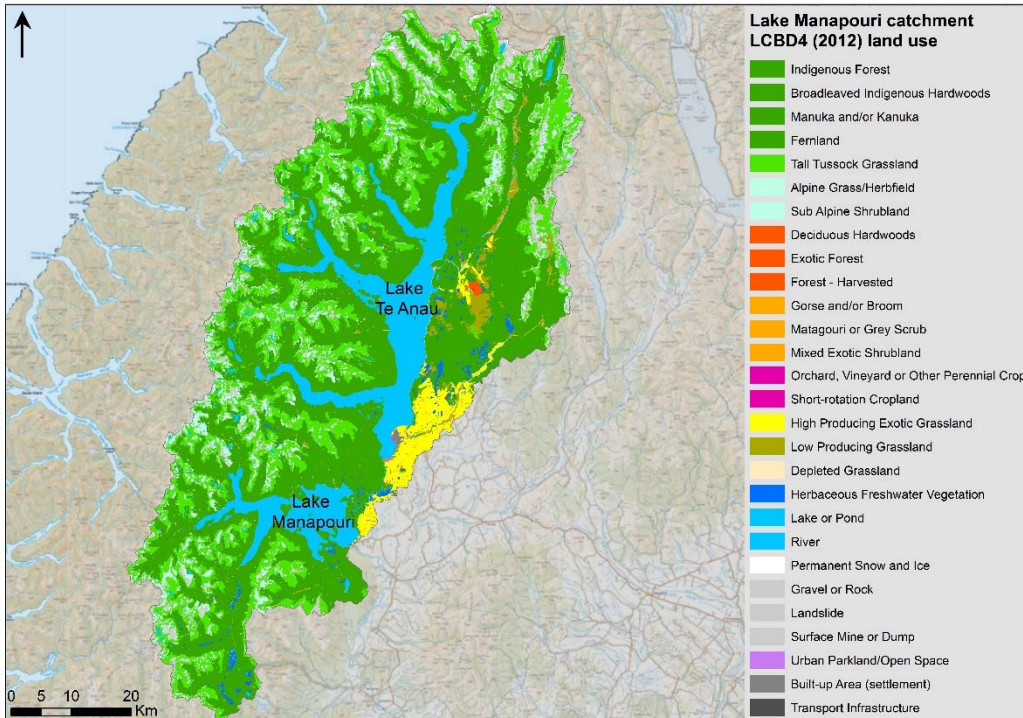 Lake Manapouri catchment
LCBD4 (2012) land use
Indigenous Forest
Broadleaved Indigenous Hardwoods
Manuka and/or Kanuka
Fernland
Tall Tussock Grassland
Alpine Grass/Herbfield
Sub Alpine Shrubland
Deciduous Hardwoods
Exotic Forest
Forest - Harvested
Gorse and/or Broom
Matagouri or Grey Scrub
Mixed Exotic Shrubland
Orchard, Vineyard or Other Perennial Crop
Short-rotation Cropland
High Producing Exotic Grassland
Low Producing Grassland
Depleted Grassland
Herbaceous Freshwater Vegetation
Lake or Pond
River
Permanent Snow and Ice
Gravel or Rock
Landslide
Surface Mine or Dump
Urban Parkland/Open Space
Built-up Area (settlement)
Transport Infrastructure
Lake
Te Anau
Lake
Manapouri
0 5 10 20
Km